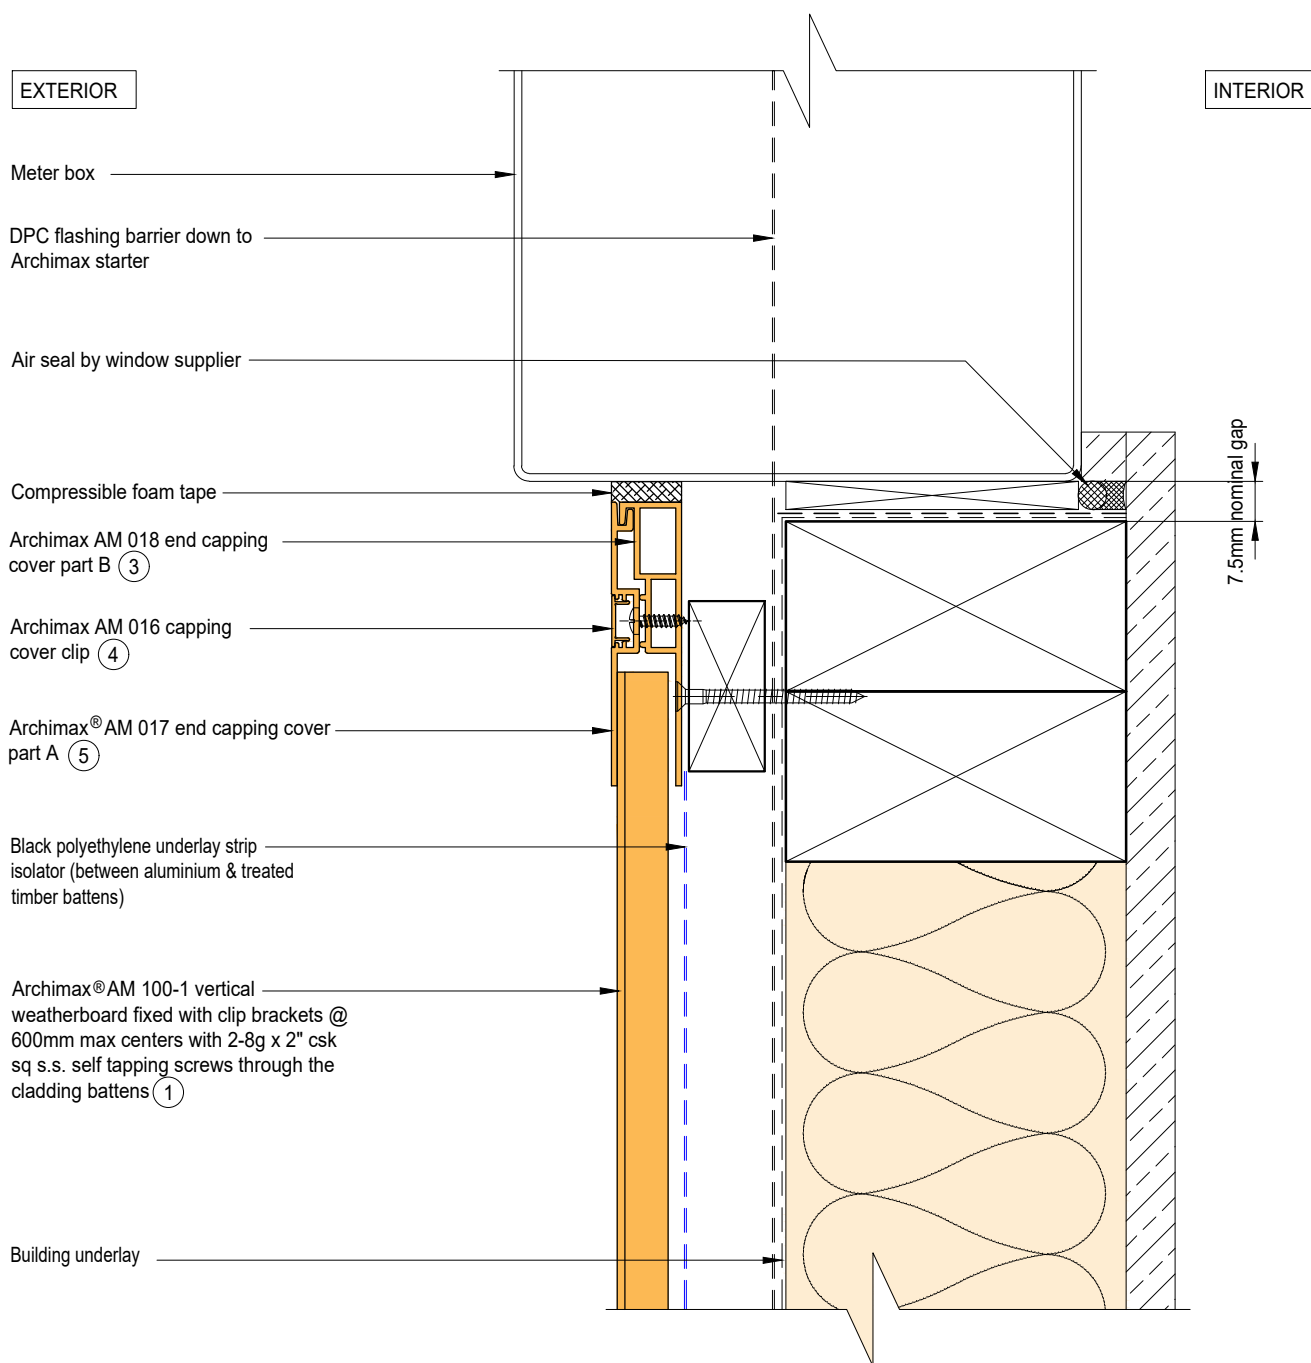 EXTERIOR
INTERIOR
Meter box
DPC flashing barrier down to
Archimax starter
Air seal by window supplier
7.5mm nominal gap
Compressible foam tape
Archimax AM 018 end capping
cover part B 3
Archimax AM 016 capping
cover clip 4
Archimax® AM 017 end capping cover
part A 5
Black polyethylene underlay strip
isolator (between aluminium & treated
timber battens)
Archimax® AM 100-1 vertical
weatherboard fixed with clip brackets @
600mm max centers with 2-8g x 2" csk
sq s.s. self tapping screws through the
cladding battens 1
Building underlay